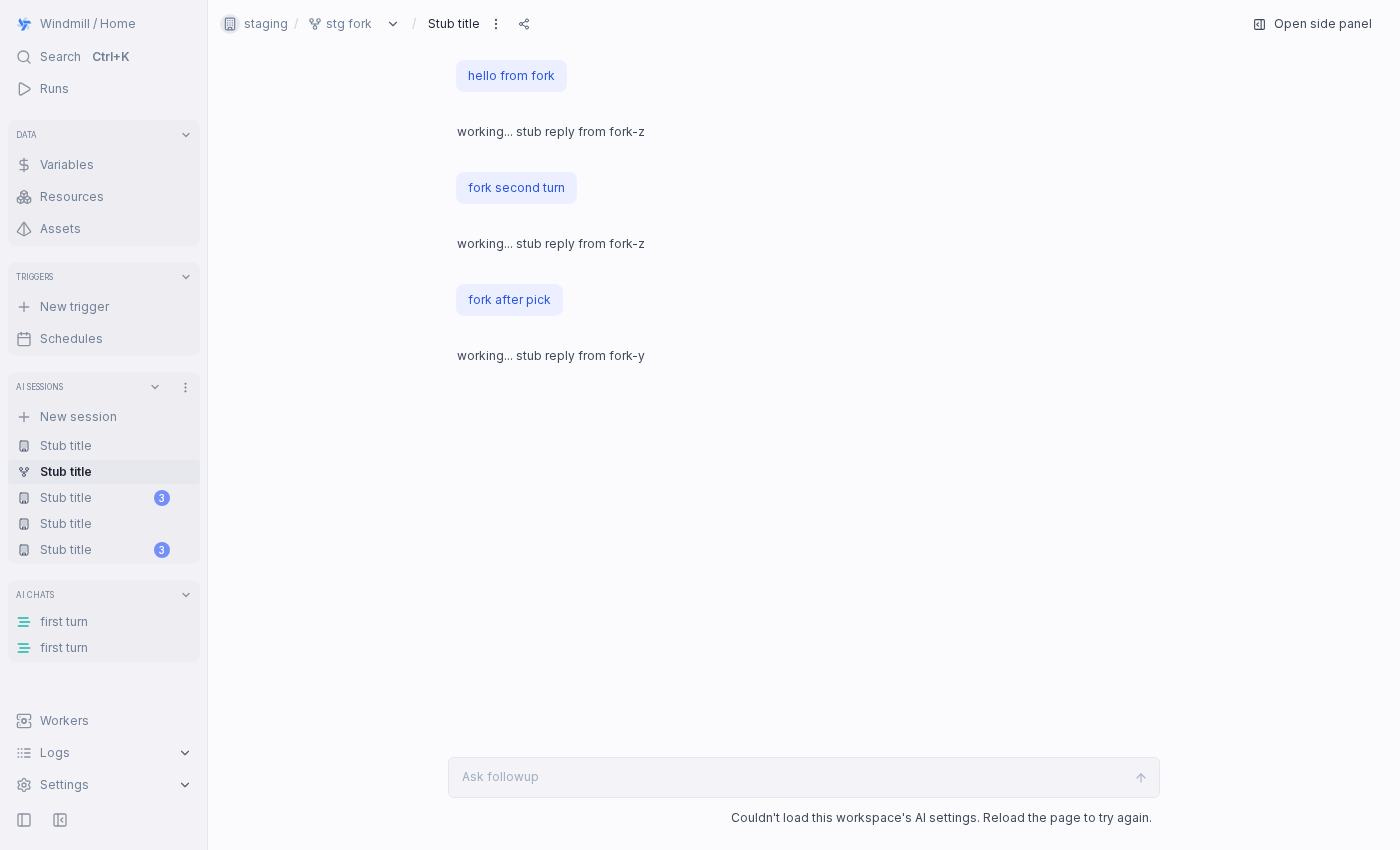 Windmill / Home
Search Ctrl+K
Runs
DATA
Variables
Resources
Assets
TRIGGERS
New trigger
Schedules
AI SESSIONS
New session
Stub title
Stub title
Stub title 3
Stub title
Stub title 3
AI CHATS
first turn
first turn
Workers
Logs
Settings
staging / stg fork / Stub title
Open side panel
hello from fork
working... stub reply from fork-z
fork second turn
working... stub reply from fork-z
fork after pick
working... stub reply from fork-y
Ask followup
Couldn't load this workspace's AI settings. Reload the page to try again.